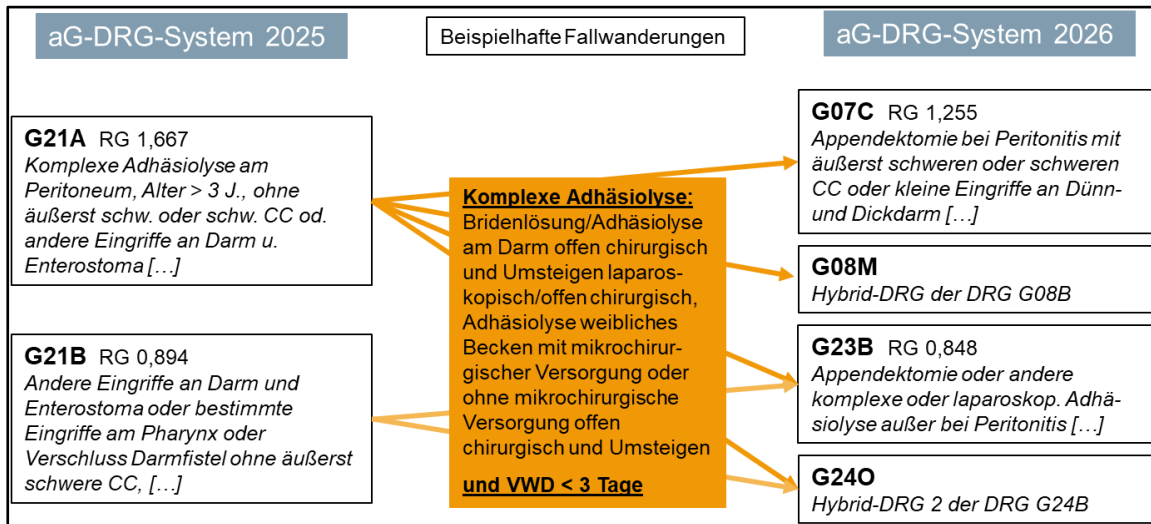 aG-DRG-System 2025
Beispielhafte Fallwanderungen
aG-DRG-System 2026
G21A RG 1,667
Komplexe Adhäsiolyse am
Peritoneum, Alter > 3 J., ohne
äußerst schw. oder schw. CC od.
andere Eingriffe an Darm u.
Enterostoma [...]
G21B RG 0,894
Andere Eingriffe an Darm und
Enterostoma oder bestimmte
Eingriffe am Pharynx oder
Verschluss Darmfistel ohne äußerst
schwere CC, [...]
Komplexe Adhäsiolyse:
Bridenlösung/Adhäsiolyse
am Darm offen chirurgisch
und Umsteigen laparos-
kopisch/offen chirurgisch,
Adhäsiolyse weibliches
Becken mit mikrochirur-
gischer Versorgung oder
ohne mikrochirurgische
Versorgung offen
chirurgisch und Umsteigen
und VWD < 3 Tage
G07C RG 1,255
Appendektomie bei Peritonitis mit
äußerst schweren oder schweren
CC oder kleine Eingriffe an Dünn-
und Dickdarm [...]
G08M
Hybrid-DRG der DRG G08B
G23B RG 0,848
Appendektomie oder andere
komplexe oder laparoskop. Adhä-
siolyse außer bei Peritonitis [...]
G24O
Hybrid-DRG 2 der DRG G24B